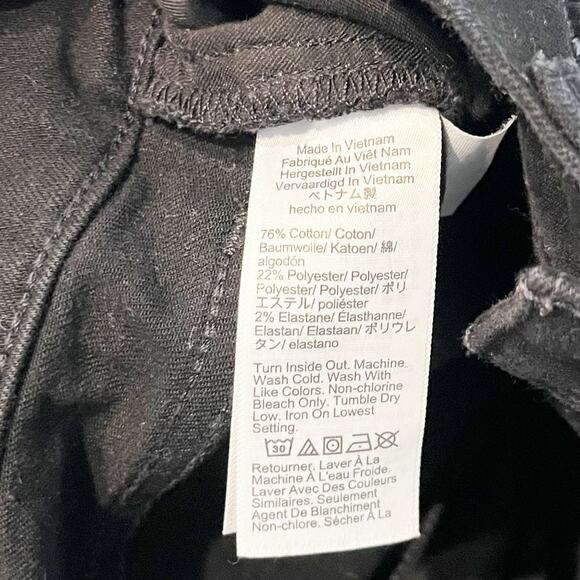 Made In Vietnam
Fabriqué Au Viêt Nam
Hergestellt In Vietnam
Vervaardigd In Vietnam
ベトナム製
hecho en vietnam
76% Cotton/ Coton/
Baumwolle/ Katoen/ 綿/
algodón
22% Polyester/ Polyester/
Polyester/ Polyester/ ポリ
エステル/ poliéster
2% Elastane/ Élasthanne/
Elastan/ Elastaan/ ポリウレ
タン/ elastano
Turn Inside Out. Machine
Wash Cold. Wash With
Like Colors. Non-chlorine
Bleach Only. Tumble Dry
Low. Iron On Lowest
Setting.
30
Retourner. Laver À La
Machine À L'eau Froide.
Laver Avec Des Couleurs
Similaires. Seulement
Agent De Blanchiment
Non-chlore. Sécher À La